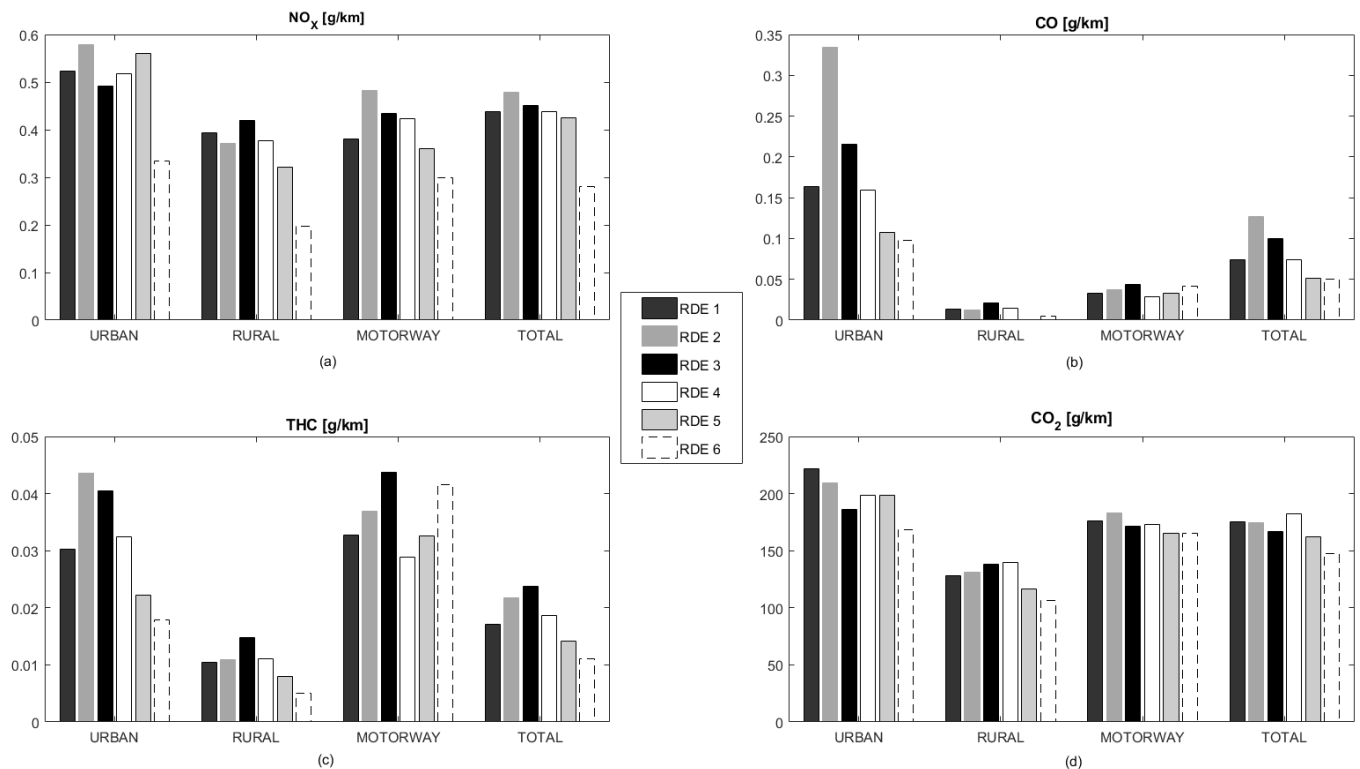 NOX [g/km]
0.6
0.5
0.4
0.3
0.2
0.1
0
URBAN RURAL MOTORWAY TOTAL
(a)
CO [g/km]
0.35
0.3
0.25
0.2
0.15
0.1
0.05
0
URBAN RURAL MOTORWAY TOTAL
(b)
RDE 1
RDE 2
RDE 3
RDE 4
RDE 5
RDE 6
THC [g/km]
0.05
0.04
0.03
0.02
0.01
0
URBAN RURAL MOTORWAY TOTAL
(c)
CO2 [g/km]
250
200
150
100
50
0
URBAN RURAL MOTORWAY TOTAL
(d)